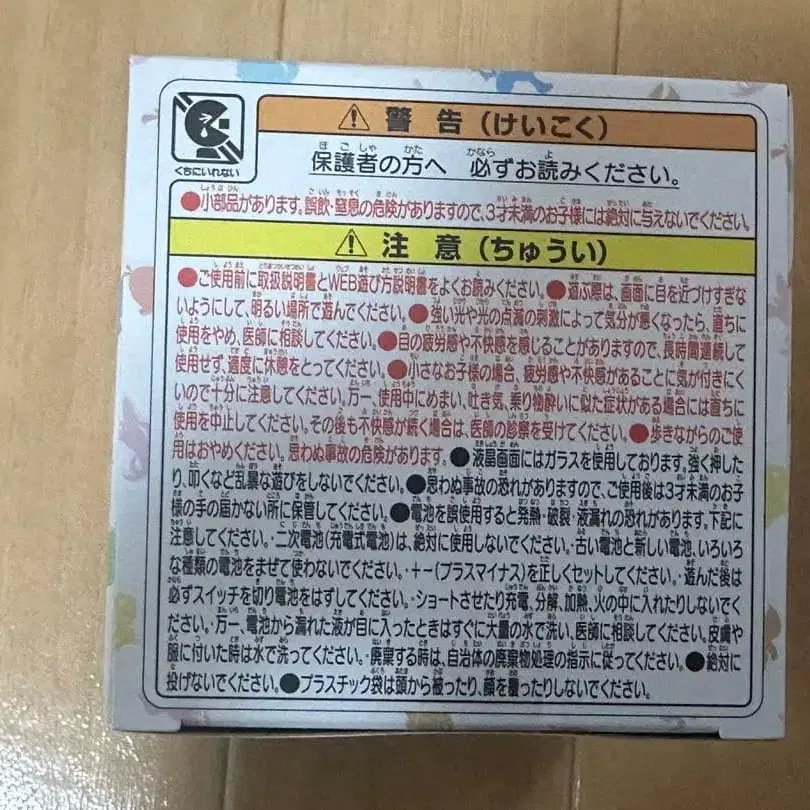 くちにいれない
⚠警告(けいこく)
保護者の方へ 必ずお読みください。
●小部品があります。誤飲・窒息の危険がありますので、3才未満のお子様には絶対に与えないでください。
⚠注意(ちゅうい)
●ご使用前に取扱説明書とWEB遊び方説明書をよくお読みください。●遊ぶ際は、画面に目を近づけすぎな
いようにして、明るい場所で遊んでください。●強い光や光の点滅の刺激によって気分が悪くなったら、直ちに
使用をやめ、医師に相談してください。●目の疲労感や不快感を感じることがありますので、長時間連続して
使用せず、適度に休憩をとってください。●小さなお子様の場合、疲労感や不快感があることに気が付きにく
いので十分に注意してください。万一、使用中にめまい、吐き気、乗り物酔いに似た症状がある場合には直ちに
使用を中止してください。その後も不快感が続く場合は、医師の診察を受けてください。●歩きながらのご使
用はおやめください。思わぬ事故の危険があります。●液晶画面にはガラスを使用しております。強く押した
り、叩くなど乱暴な遊びをしないでください。●思わぬ事故の恐れがありますので、ご使用後は3才未満のお子
様の手の届かない所に保管してください。●電池を誤使用すると発熱・破裂・液漏れの恐れがあります。下記に
注意してください。・二次電池(充電式電池)は、絶対に使用しないでください。・古い電池と新しい電池、いろいろ
な種類の電池をまぜて使わないでください。・+-(プラスマイナス)を正しくセットしてください。・遊んだ後は
必ずスイッチを切り電池をはずしてください。・ショートさせたり充電、分解、加熱、火の中に入れたりしないでく
ださい。・万一、電池から漏れた液が目に入ったときはすぐに大量の水で洗い、医師に相談してください。皮膚や
服に付いた時は水で洗ってください。・廃棄する時は、自治体の廃棄物処理の指示に従ってください。●絶対に
投げないでください。●プラスチック袋は頭から被ったり、顔を覆ったりしないでください。